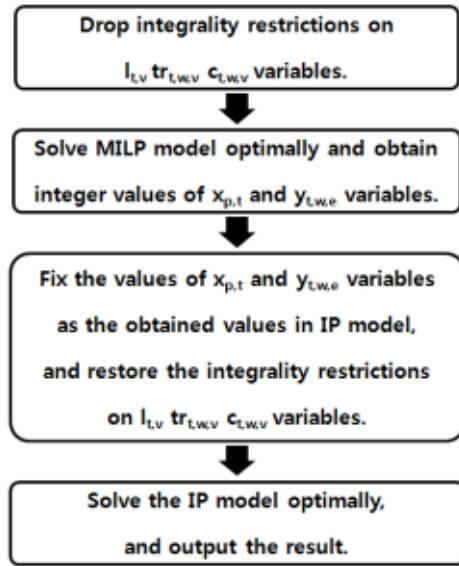 Drop integrality restrictions on
l_{t,v} tr_{t,w,v} c_{t,w,v} variables.
Solve MILP model optimally and obtain
integer values of x_{p,t} and y_{t,w,e} variables.
Fix the values of x_{p,t} and y_{t,w,e} variables
as the obtained values in IP model,
and restore the integrality restrictions
on l_{t,v} tr_{t,w,v} c_{t,w,v} variables.
Solve the IP model optimally,
and output the result.